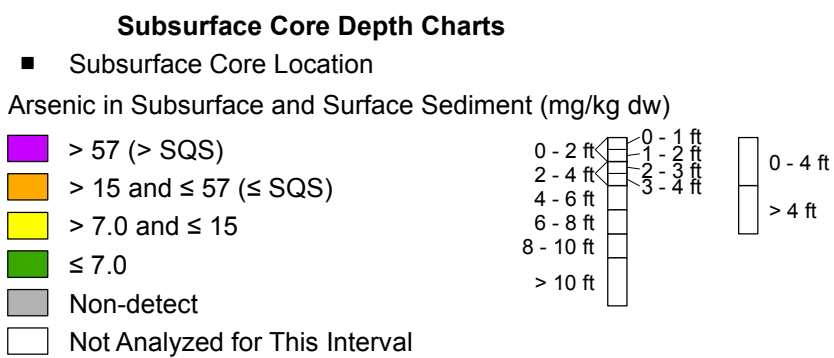 Subsurface Core Depth Charts
Subsurface Core Location
Arsenic in Subsurface and Surface Sediment (mg/kg dw)
> 57 (> SQS)
> 15 and ≤ 57 (≤ SQS)
> 7.0 and ≤ 15
≤ 7.0
Non-detect
Not Analyzed for This Interval
0 - 2 ft
2 - 4 ft
4 - 6 ft
6 - 8 ft
8 - 10 ft
> 10 ft
0 - 1 ft
1 - 2 ft
2 - 3 ft
3 - 4 ft
0 - 4 ft
> 4 ft